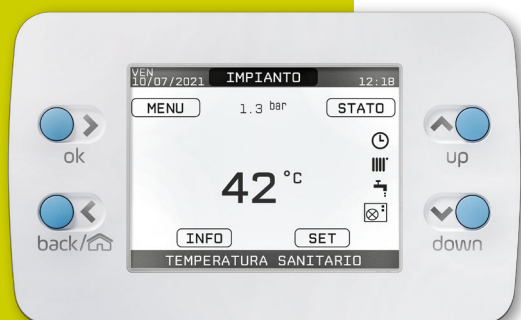 VEN
10/07/2021 IMPIANTO 12:18
MENU 1.3 bar STATO
42 °C
INFO SET
TEMPERATURA SANITARIO
ok
back/
up
down